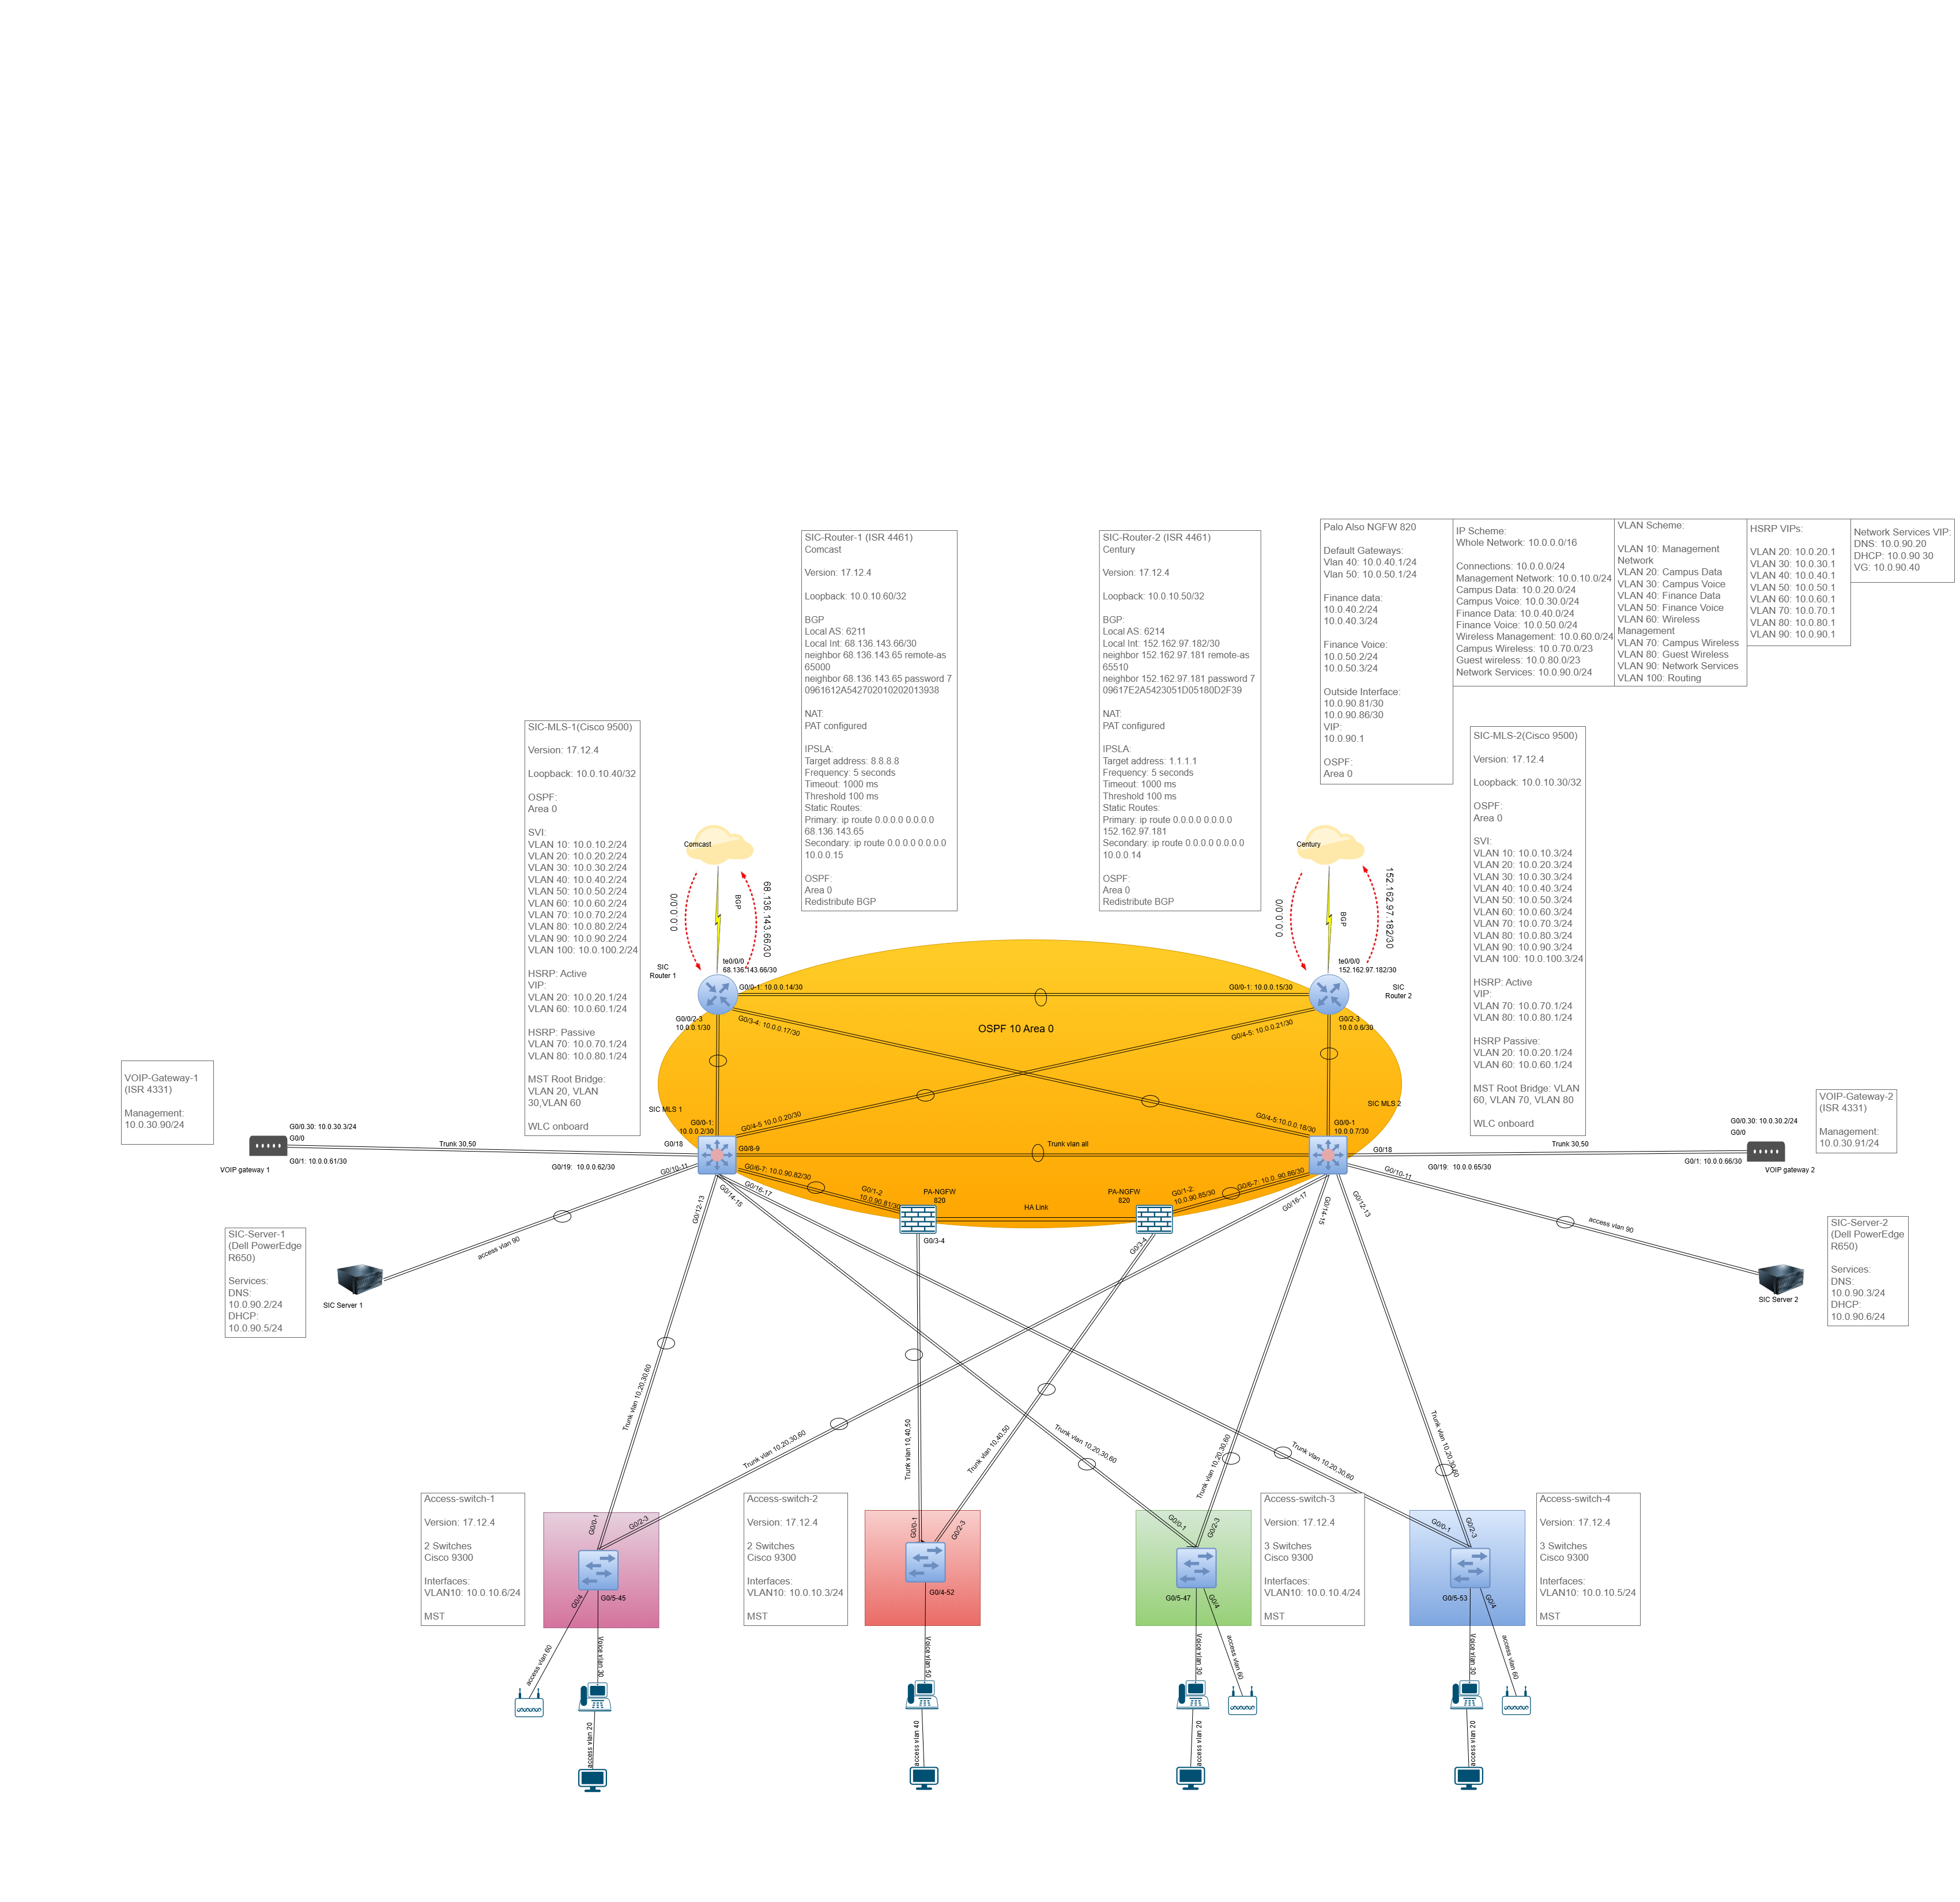 Palo Also NGFW 820
Default Gateways:
Vlan 40: 10.0.40.1/24
Vlan 50: 10.0.50.1/24
Finance data:
10.0.40.2/24
10.0.40.3/24
Finance Voice:
10.0.50.2/24
10.0.50.3/24
Outside Interface:
10.0.90.81/30
10.0.90.86/30
VIP:
10.0.90.1
OSPF:
Area 0
IP Scheme:
Whole Network: 10.0.0.0/16
Connections: 10.0.0.0/24
Management Network: 10.0.10.0/24
Campus Data: 10.0.20.0/24
Campus Voice: 10.0.30.0/24
Finance Data: 10.0.40.0/24
Finance Voice: 10.0.50.0/24
Wireless Management: 10.0.60.0/24
Campus Wireless: 10.0.70.0/23
Guest wireless: 10.0.80.0/23
Network Services: 10.0.90.0/24
VLAN Scheme:
VLAN 10: Management
Network
VLAN 20: Campus Data
VLAN 30: Campus Voice
VLAN 40: Finance Data
VLAN 50: Finance Voice
VLAN 60: Wireless
Management
VLAN 70: Campus Wireless
VLAN 80: Guest Wireless
VLAN 90: Network Services
VLAN 100: Routing
HSRP VIPs:
VLAN 20: 10.0.20.1
VLAN 30: 10.0.30.1
VLAN 40: 10.0.40.1
VLAN 50: 10.0.50.1
VLAN 60: 10.0.60.1
VLAN 70: 10.0.70.1
VLAN 80: 10.0.80.1
VLAN 90: 10.0.90.1
Network Services VIP:
DNS: 10.0.90.20
DHCP: 10.0.90 30
VG: 10.0.90.40
SIC-Router-1 (ISR 4461)
Comcast
Version: 17.12.4
Loopback: 10.0.10.60/32
BGP
Local AS: 6211
Local Int: 68.136.143.66/30
neighbor 68.136.143.65 remote-as
65000
neighbor 68.136.143.65 password 7
0961612A542702010202013938
NAT:
PAT configured
IPSLA:
Target address: 8.8.8.8
Frequency: 5 seconds
Timeout: 1000 ms
Threshold 100 ms
Static Routes:
Primary: ip route 0.0.0.0 0.0.0.0
68.136.143.65
Secondary: ip route 0.0.0.0 0.0.0.0
10.0.0.15
OSPF:
Area 0
Redistribute BGP
SIC-Router-2 (ISR 4461)
Century
Version: 17.12.4
Loopback: 10.0.10.50/32
BGP:
Local AS: 6214
Local Int: 152.162.97.182/30
neighbor 152.162.97.181 remote-as
65510
neighbor 152.162.97.181 password 7
09617E2A5423051D05180D2F39
NAT:
PAT configured
IPSLA:
Target address: 1.1.1.1
Frequency: 5 seconds
Timeout: 1000 ms
Threshold 100 ms
Static Routes:
Primary: ip route 0.0.0.0 0.0.0.0
152.162.97.181
Secondary: ip route 0.0.0.0 0.0.0.0
10.0.0.14
OSPF:
Area 0
Redistribute BGP
SIC-MLS-1(Cisco 9500)
Version: 17.12.4
Loopback: 10.0.10.40/32
OSPF:
Area 0
SVI:
VLAN 10: 10.0.10.2/24
VLAN 20: 10.0.20.2/24
VLAN 30: 10.0.30.2/24
VLAN 40: 10.0.40.2/24
VLAN 50: 10.0.50.2/24
VLAN 60: 10.0.60.2/24
VLAN 70: 10.0.70.2/24
VLAN 80: 10.0.80.2/24
VLAN 90: 10.0.90.2/24
VLAN 100: 10.0.100.2/24
HSRP: Active
VIP:
VLAN 20: 10.0.20.1/24
VLAN 60: 10.0.60.1/24
HSRP: Passive
VLAN 70: 10.0.70.1/24
VLAN 80: 10.0.80.1/24
MST Root Bridge:
VLAN 20, VLAN
30,VLAN 60
WLC onboard
SIC-MLS-2(Cisco 9500)
Version: 17.12.4
Loopback: 10.0.10.30/32
OSPF:
Area 0
SVI:
VLAN 10: 10.0.10.3/24
VLAN 20: 10.0.20.3/24
VLAN 30: 10.0.30.3/24
VLAN 40: 10.0.40.3/24
VLAN 50: 10.0.50.3/24
VLAN 60: 10.0.60.3/24
VLAN 70: 10.0.70.3/24
VLAN 80: 10.0.80.3/24
VLAN 90: 10.0.90.3/24
VLAN 100: 10.0.100.3/24
HSRP: Active
VIP:
VLAN 70: 10.0.70.1/24
VLAN 80: 10.0.80.1/24
HSRP Passive:
VLAN 20: 10.0.20.1/24
VLAN 60: 10.0.60.1/24
MST Root Bridge: VLAN
60, VLAN 70, VLAN 80
WLC onboard
Comcast
0/0 0 0.0
BGP
68.136.143.66/30
te0/0/0
68.136.143.66/30
SIC
Router 1
Century
0/0 0 0 0
BGP
152.162.97.182/30
te0/0/0
152.162.97.182/30
SIC
Router 2
G0/0-1: 10.0.0.14/30
G0/0-1: 10.0.0.15/30
G0/0/2-3
10.0.0.1/30
G0/3-4: 10.0.0.17/30
OSPF 10 Area 0
G0/4-5: 10.0.0.21/30
G0/2-3
10.0.0.6/30
SIC MLS 1
G0/0-1:
10.0.0.2/30
G0/4-5 10.0.0.20/30
G0/4-5:10.0.0.18/30
SIC MLS 2
G0/0-1
10.0.0.7/30
VOIP-Gateway-1
(ISR 4331)
Management:
10.0.30.90/24
G0/0.30: 10.0.30.3/24
G0/0
G0/1: 10.0.0.61/30
VOIP gateway 1
Trunk 30,50
G0/18
G0/19: 10.0.0.62/30
G0/8-9
Trunk vlan all
G0/18
Trunk 30,50
G0/19: 10.0.0.65/30
G0/0.30: 10.0.30.2/24
G0/0
G0/1: 10.0.0.66/30
VOIP gateway 2
VOIP-Gateway-2
(ISR 4331)
Management:
10.0.30.91/24
G0/10-11
G0/6-7: 10.0.90.82/30
G0/1-2
10.0.90.81/30
PA-NGFW
820
HA Link
PA-NGFW
820
G0/1-2:
10.0.90.85/30
G0/6-7: 10.0. 90.86/30
G0/10-11
G0/12-13
G0/14-15
G0/16-17
G0/3-4
G0/3-4
G0/16-17
G0/14-15
G0/12-13
SIC-Server-1
(Dell PowerEdge
R650)
Services:
DNS:
10.0.90.2/24
DHCP:
10.0.90.5/24
SIC Server 1
access vlan 90
access vlan 90
SIC Server 2
SIC-Server-2
(Dell PowerEdge
R650)
Services:
DNS:
10.0.90.3/24
DHCP:
10.0.90.6/24
Trunk vlan 10,20,30,60
Trunk vlan 10,20,30,60
Trunk vlan 10,40,50
Trunk vlan 10,40,50
Trunk vlan 10,20,30,60
Trunk vlan 10,20,30,60
Trunk vlan 10,20,30,60
Trunk vlan 10,20,30,60
Access-switch-1
Version: 17.12.4
2 Switches
Cisco 9300
Interfaces:
VLAN10: 10.0.10.6/24
MST
G0/0-1
G0/2-3
G0/4
G0/5-45
Access-switch-2
Version: 17.12.4
2 Switches
Cisco 9300
Interfaces:
VLAN10: 10.0.10.3/24
MST
G0/0-1
G0/2-3
G0/4-52
G0/0-1
G0/2-3
G0/5-47
G0/4
Access-switch-3
Version: 17.12.4
3 Switches
Cisco 9300
Interfaces:
VLAN10: 10.0.10.4/24
MST
G0/0-1
G0/2-3
G0/5-53
G0/4
Access-switch-4
Version: 17.12.4
3 Switches
Cisco 9300
Interfaces:
VLAN10: 10.0.10.5/24
MST
access vlan 60
Voice vlan 30
access vlan 20
Voice vlan 50
access vlan 40
Voice vlan 30
access vlan 60
access vlan 20
Voice vlan 30
access vlan 60
access vlan 20